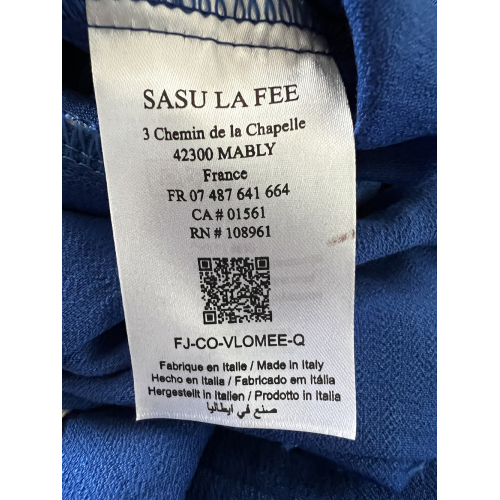 SASU LA FEE
3 Chemin de la Chapelle
42300 MABLY
France
FR 07 487 641 664
CA # 01561
RN # 108961
FJ-CO-VLOMEE-Q
Fabrique en Italie / Made in Italy
Hecho en Italia / Fabricado em Itália
Hergestellt in Italien / Prodotto in Italia
صنع في ايطاليا